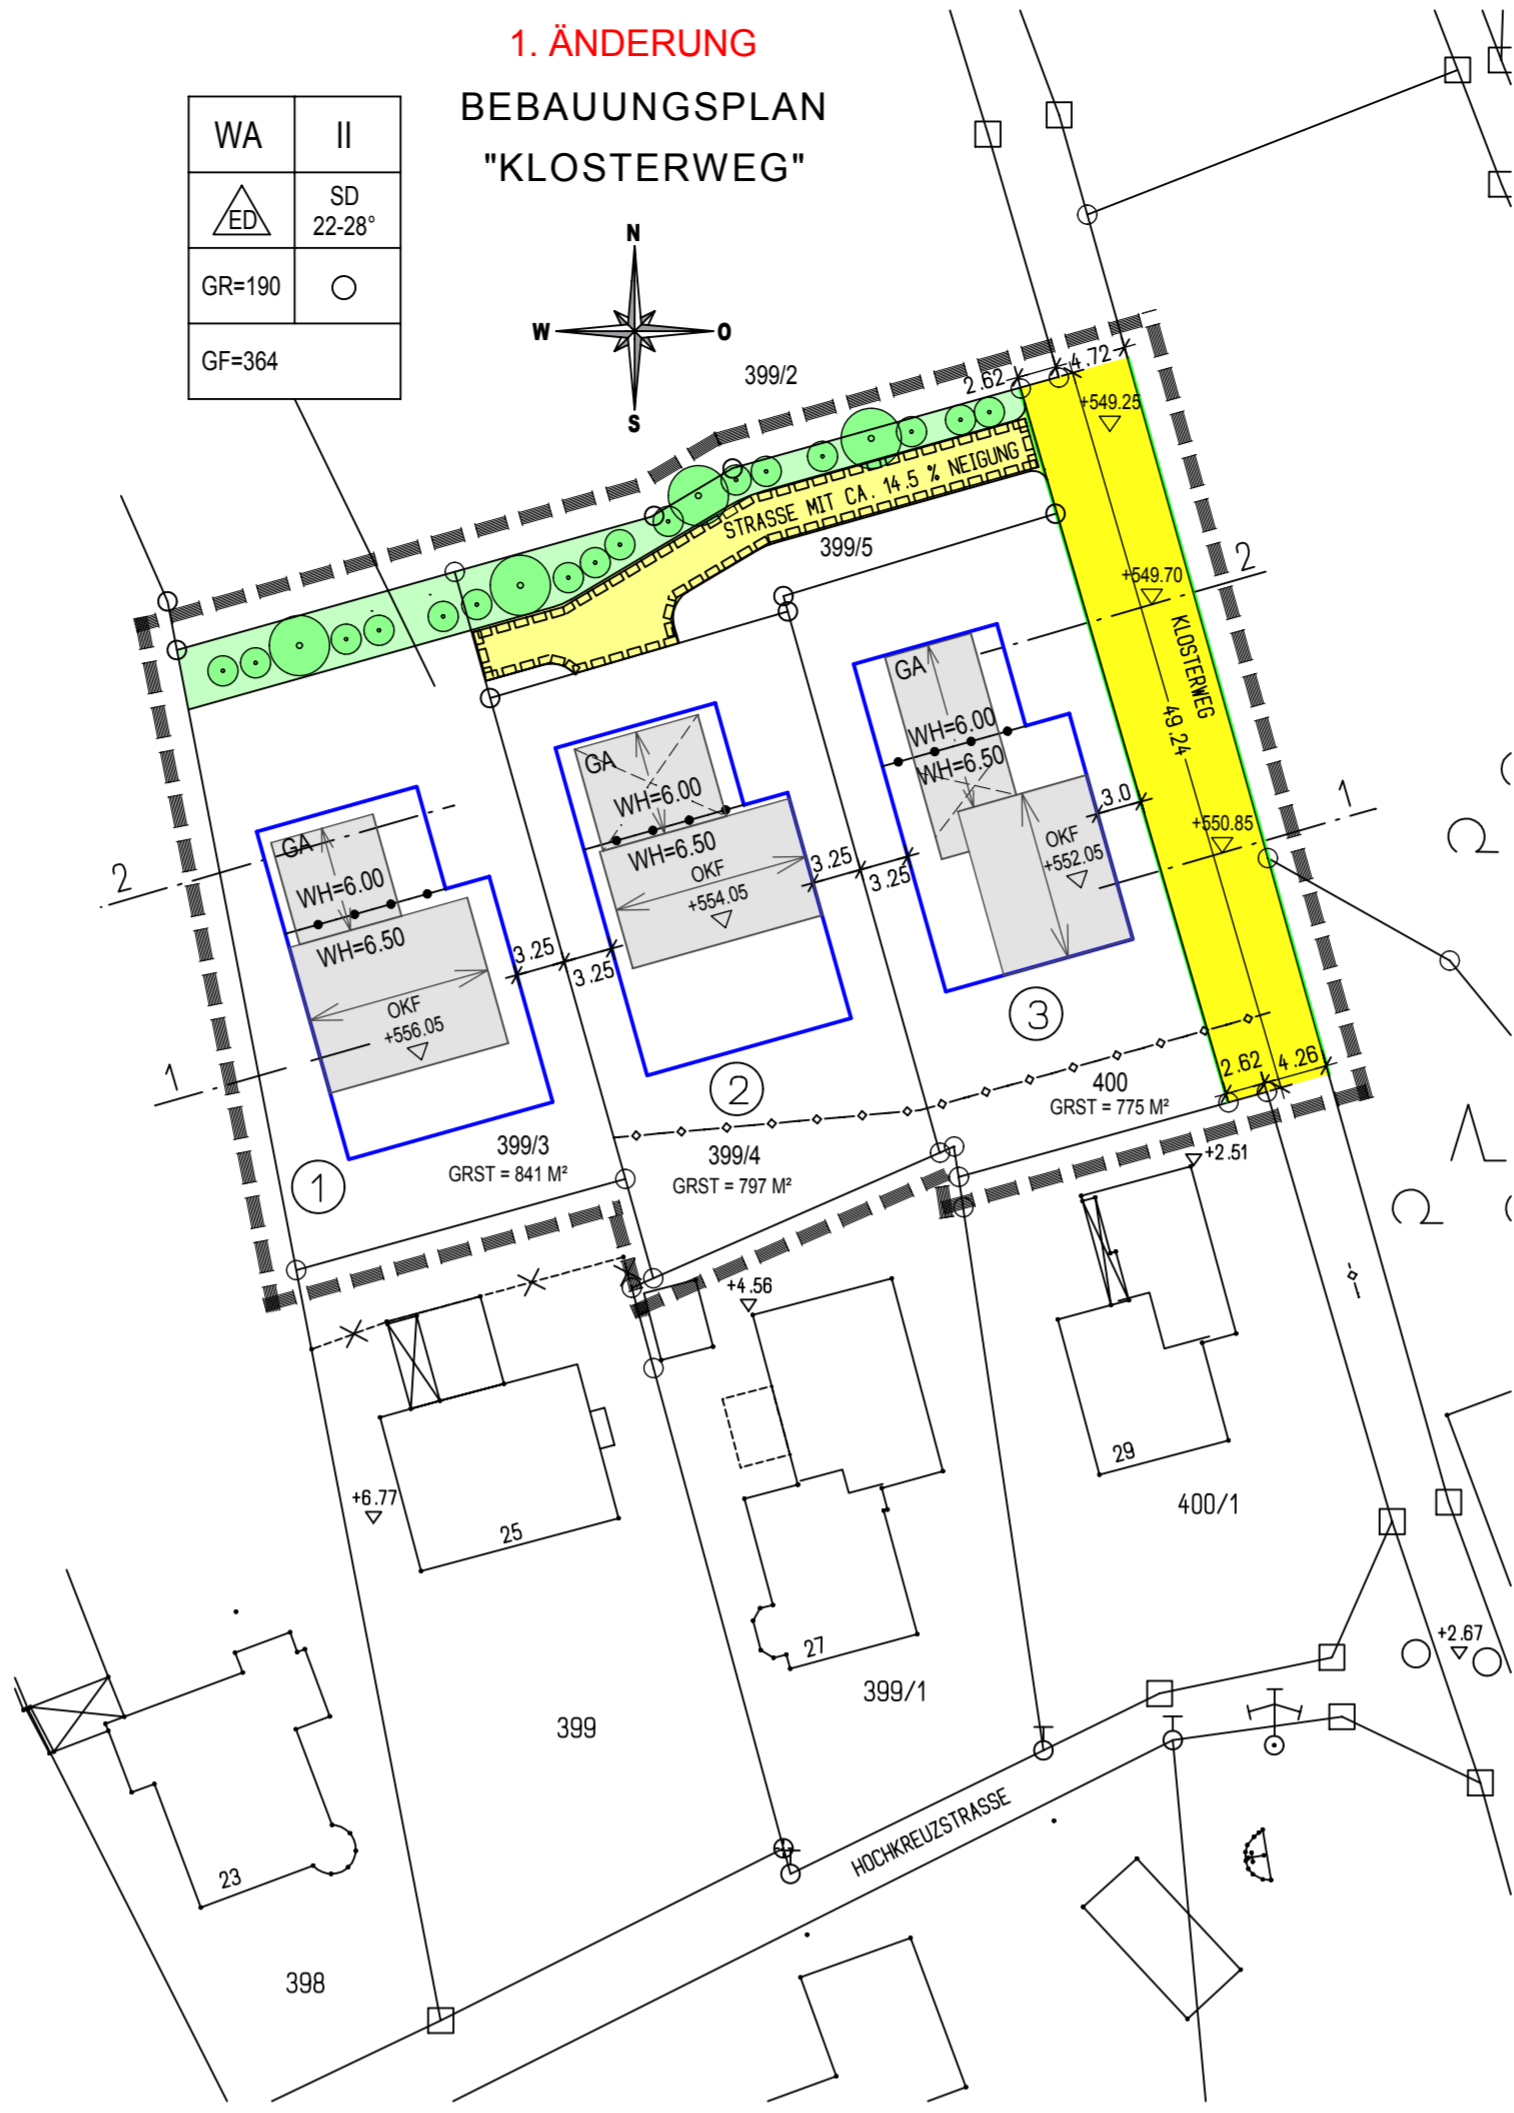 1. ÄNDERUNG
BEBAUUNGSPLAN
"KLOSTERWEG"
WA II
ED SD
22-28°
GR=190
GF=364
N
W O
S
399/2
2.62 4.72
+549.25
STRASSE MIT CA. 14.5 % NEIGUNG
399/5
+549.70
2
KLOSTERWEG
49.24
GA
WH=6.00
WH=6.50
3.0
OKF
+552.05
+550.85
1
GA
WH=6.00
WH=6.50
OKF
+554.05
3.25
3.25
2
GA
WH=6.00
WH=6.50
OKF
+556.05
3.25
3.25
1
3
2
1
2.62 4.26
400
GRST = 775 M²
399/3
GRST = 841 M²
399/4
GRST = 797 M²
+2.51
+4.56
+6.77
25
29
400/1
27
399/1
+2.67
399
23
HOCHKREUZSTRASSE
398